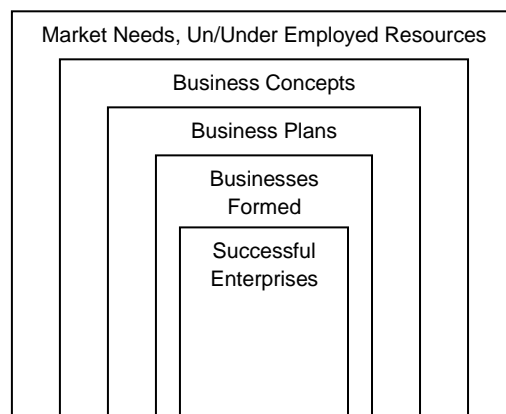 Market Needs, Un/Under Employed Resources
Business Concepts
Business Plans
Businesses
Formed
Successful
Enterprises